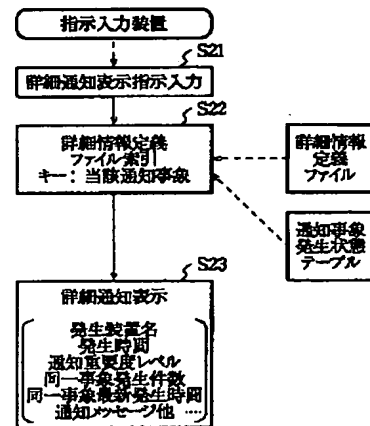 指示入力装置
S21
詳細通知表示指示入力
S22
詳細情報定義
ファイル索引
キー：当該通知事象
詳細情報
定義
ファイル
通知事象
発生状態
テーブル
S23
詳細通知表示
発生装置名
発生時間
通知重要度レベル
同一事象発生件数
同一事象最新発生時間
通知メッセージ他 ‥‥